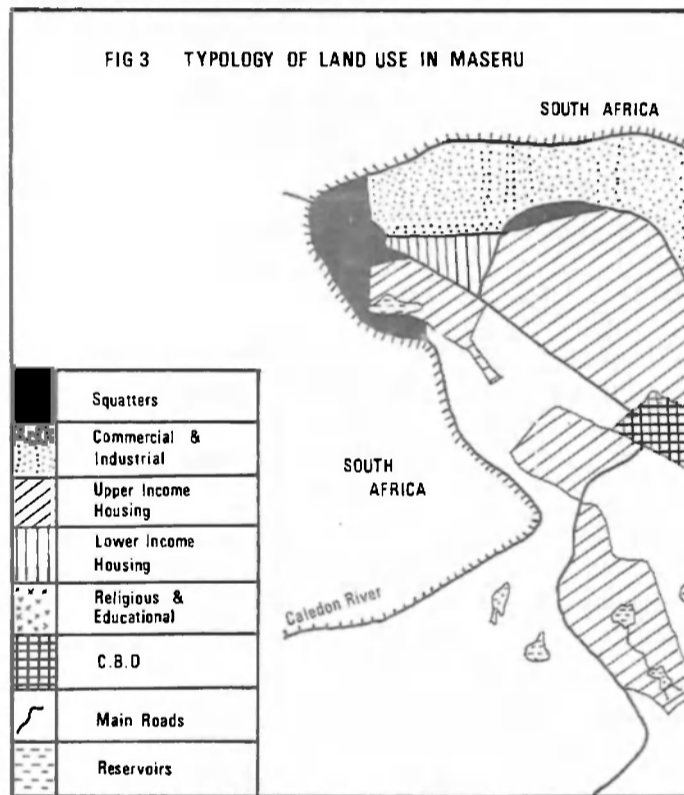 FIG 3 TYPOLOGY OF LAND USE IN MASERU
SOUTH AFRICA
SOUTH
AFRICA
Caledon River
Squatters
Commercial &
Industrial
Upper Income
Housing
Lower Income
Housing
Religious &
Educational
C.B.D
Main Roads
Reservoirs